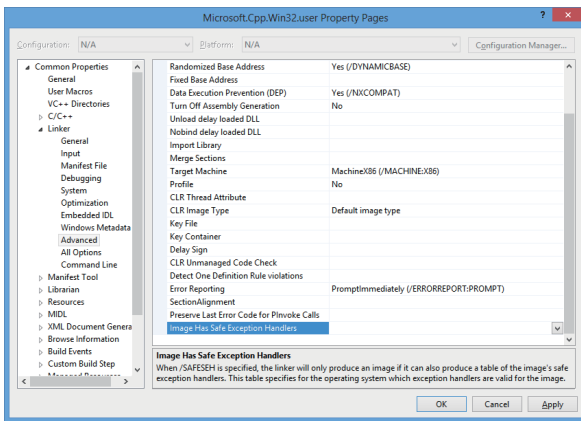 Microsoft.Cpp.Win32.user Property Pages
?
Configuration: N/A Platform: N/A Configuration Manager...
Common Properties
General
User Macros
VC++ Directories
C/C++
Linker
General
Input
Manifest File
Debugging
System
Optimization
Embedded IDL
Windows Metadata
Advanced
All Options
Command Line
Manifest Tool
Librarian
Resources
MIDL
XML Document Genera
Browse Information
Build Events
Custom Build Step
Managed Resources
Randomized Base Address Yes (/DYNAMICBASE)
Fixed Base Address
Data Execution Prevention (DEP) Yes (/NXCOMPAT)
Turn Off Assembly Generation No
Unload delay loaded DLL
Nobind delay loaded DLL
Import Library
Merge Sections
Target Machine MachineX86 (/MACHINE:X86)
Profile No
CLR Thread Attribute
CLR Image Type Default image type
Key File
Key Container
Delay Sign
CLR Unmanaged Code Check
Detect One Definition Rule violations
Error Reporting PromptImmediately (/ERRORREPORT:PROMPT)
SectionAlignment
Preserve Last Error Code for PInvoke Calls
Image Has Safe Exception Handlers
Image Has Safe Exception Handlers
When /SAFESEH is specified, the linker will only produce an image if it can also produce a table of the image's safe
exception handlers. This table specifies for the operating system which exception handlers are valid for the image.
OK Cancel Apply